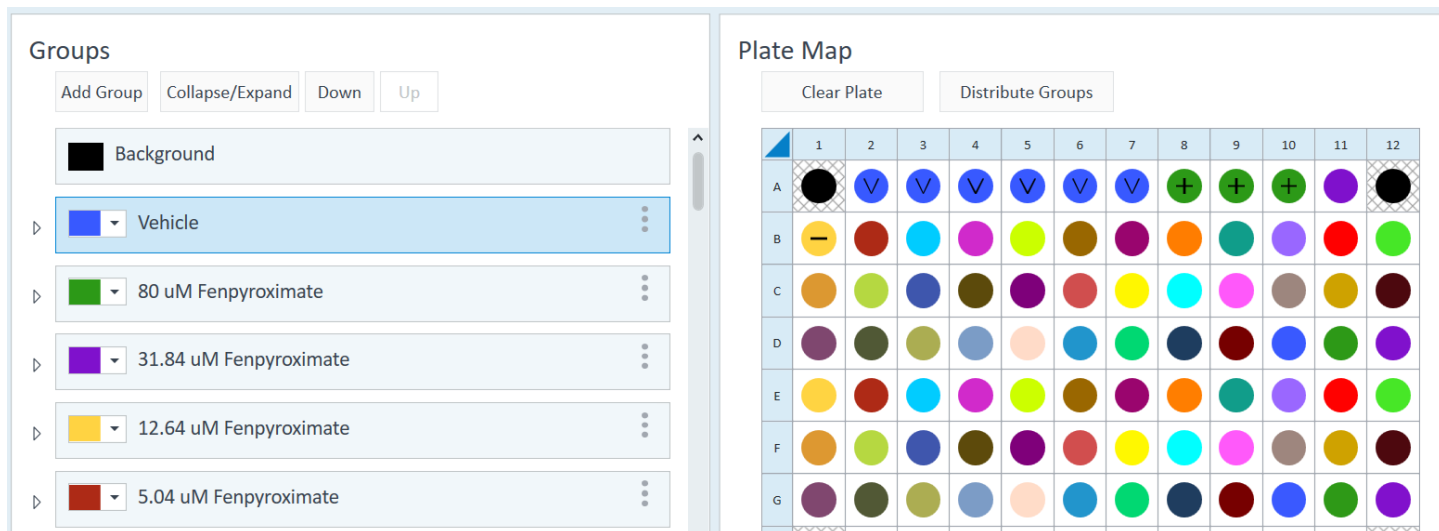 Groups
Add Group Collapse/Expand Down Up
Background
Vehicle
80 uM Fenpyroximate
31.84 uM Fenpyroximate
12.64 uM Fenpyroximate
5.04 uM Fenpyroximate
Plate Map
Clear Plate Distribute Groups
1 2 3 4 5 6 7 8 9 10 11 12
A V V V V V V + + +
B −
C
D
E
F
G